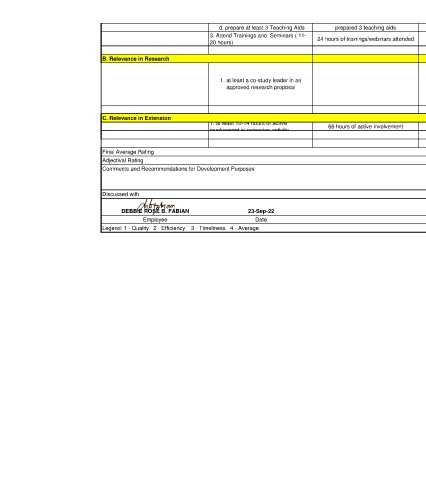 d. prepare at least 3 Teaching Aids
prepared 3 teaching aids
3. Attend Trainings and Seminars ( 11-
20 hours)
24 hours of trainings/webinars attended
B. Relevance in Research
1. at least a co-study leader in an
approved research proposal
C. Relevance in Extension
1. at least 10-14 hours of active
involvement in extension activity
66 hours of active involvement
Final Average Rating
Adjectival Rating
Comments and Recommendations for Development Purposes
Discussed with
DEBBIE ROSE B. FABIAN
23-Sep-22
Employee
Date
Legend: 1 - Quality 2 - Efficiency 3 - Timeliness 4 - Average